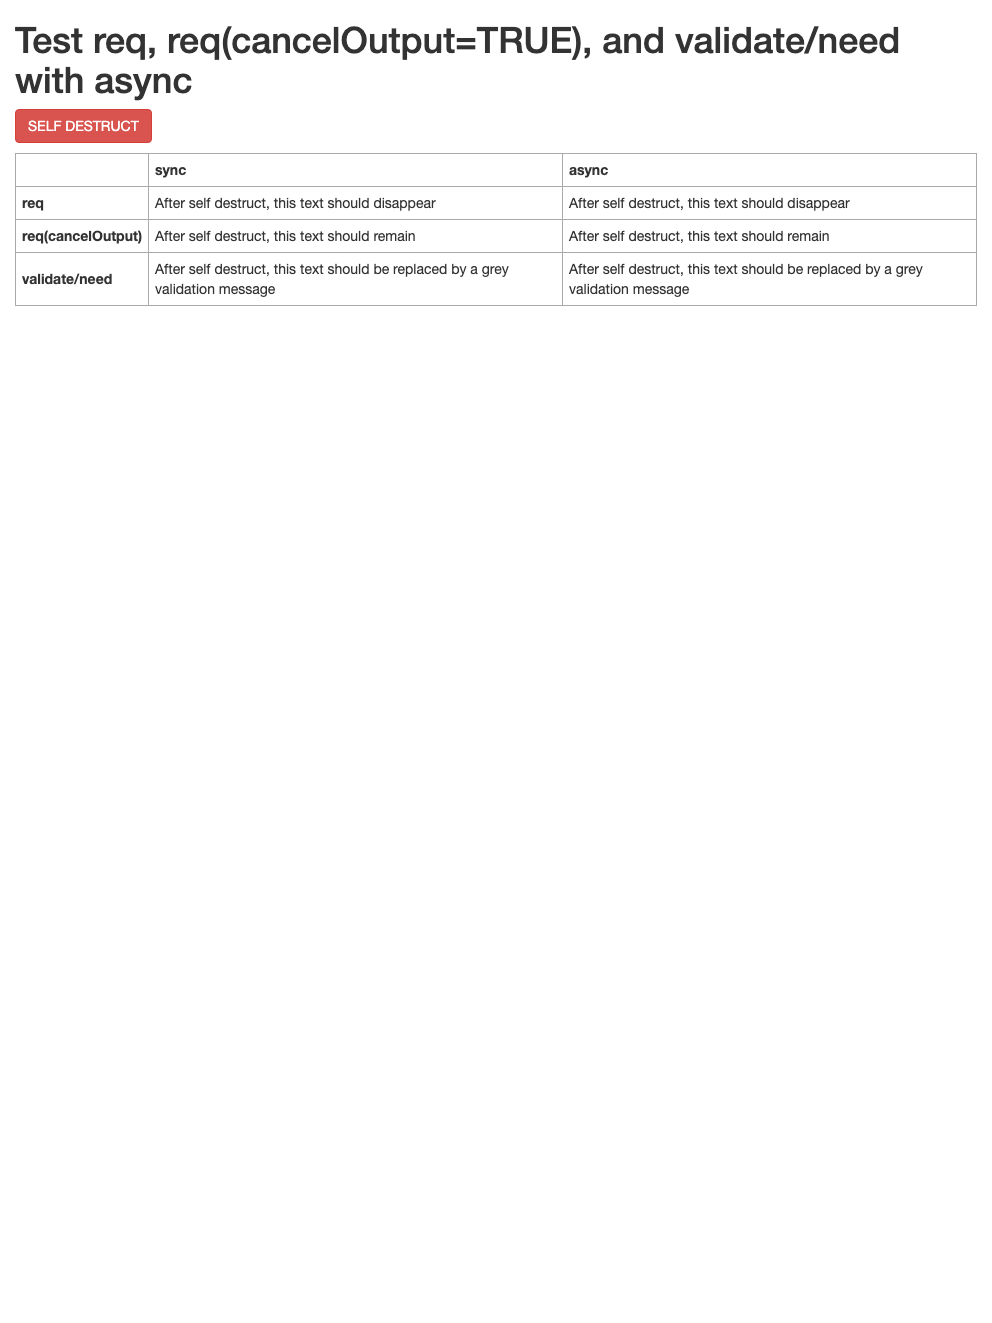 Test req, req(cancelOutput=TRUE), and validate/need
with async
SELF DESTRUCT
sync async
req After self destruct, this text should disappear After self destruct, this text should disappear
req(cancelOutput) After self destruct, this text should remain After self destruct, this text should remain
validate/need
After self destruct, this text should be replaced by a grey
validation message
After self destruct, this text should be replaced by a grey
validation message